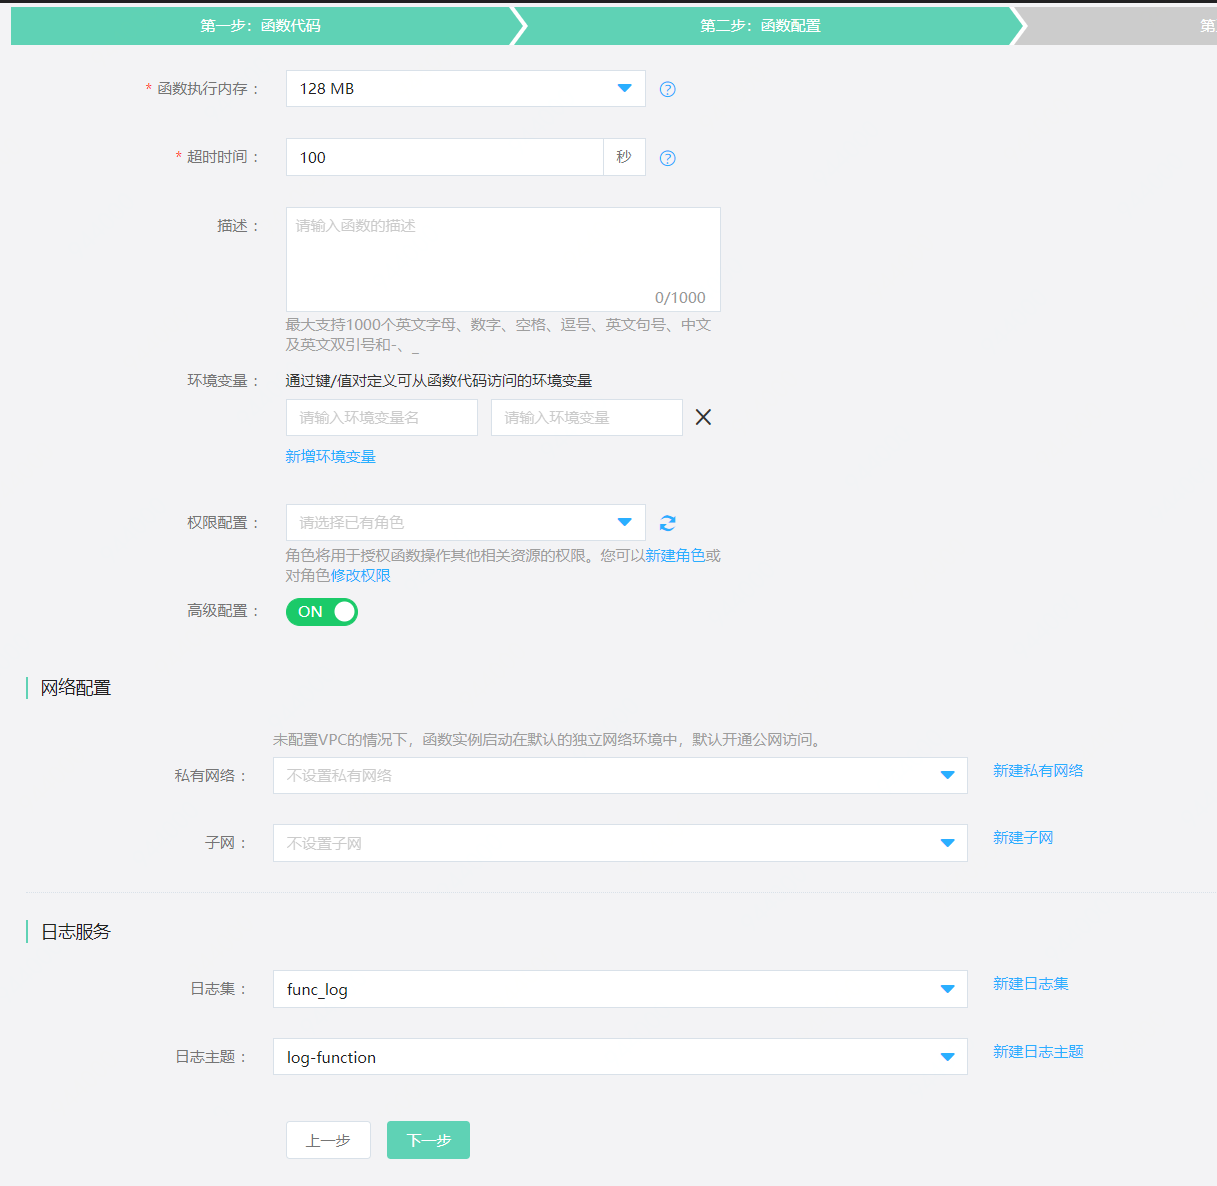 第一步：函数代码
第二步：函数配置
第
* 函数执行内存：
128 MB
* 超时时间：
100
秒
描述：
请输入函数的描述
0/1000
最大支持1000个英文字母、数字、空格、逗号、英文句号、中文
及英文双引号和-、_
环境变量：
通过键/值对定义可从函数代码访问的环境变量
请输入环境变量名
请输入环境变量
新增环境变量
权限配置：
请选择已有角色
角色将用于授权函数操作其他相关资源的权限。您可以新建角色或
对角色修改权限
高级配置：
ON
网络配置
未配置VPC的情况下，函数实例启动在默认的独立网络环境中，默认开通公网访问。
私有网络：
不设置私有网络
新建私有网络
子网：
不设置子网
新建子网
日志服务
日志集：
func_log
新建日志集
日志主题：
log-function
新建日志主题
上一步
下一步